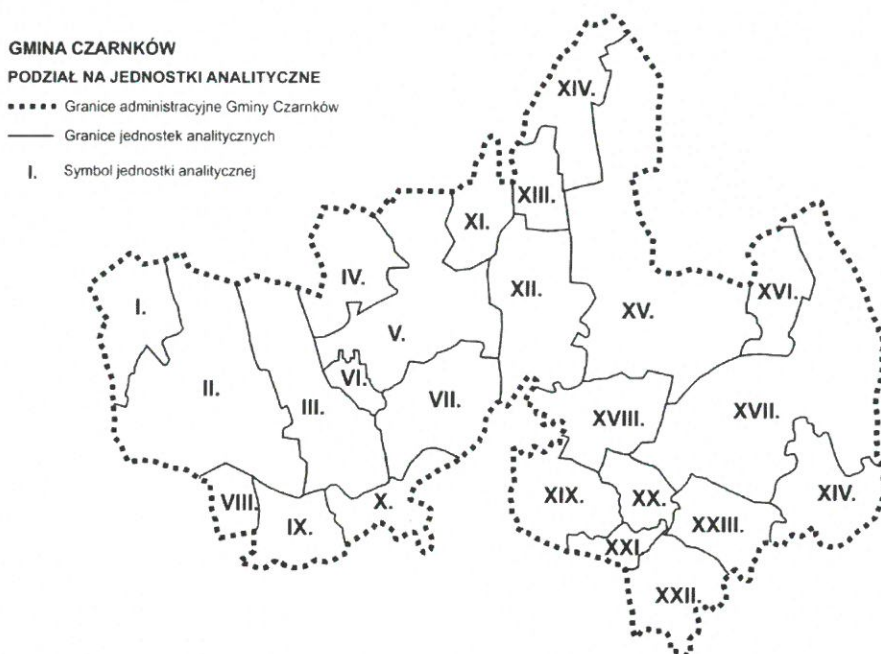 GMINA CZARNKÓW
PODZIAŁ NA JEDNOSTKI ANALITYCZNE
Granice administracyjne Gminy Czarnków
Granice jednostek analitycznych
I. Symbol jednostki analitycznej
XIV.
XIII.
XI.
IV.
XII.
XVI.
I.
XV.
V.
VI.
II.
VII.
III.
XVIII.
XVII.
XIX.
XX.
XIV.
VIII.
IX.
X.
XXIII.
XXI.
XXII.